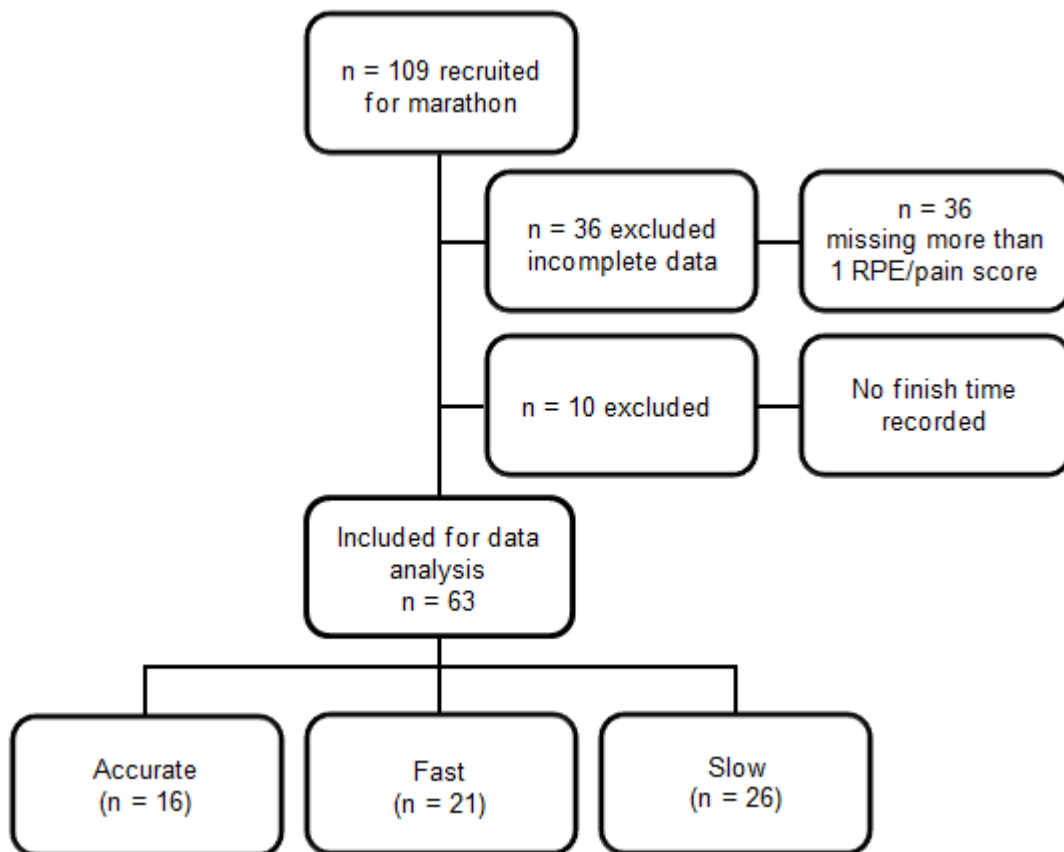 n = 109 recruited
for marathon
n = 36 excluded
incomplete data
n = 36
missing more than
1 RPE/pain score
n = 10 excluded
No finish time
recorded
Included for data
analysis
n = 63
Accurate
(n = 16)
Fast
(n = 21)
Slow
(n = 26)